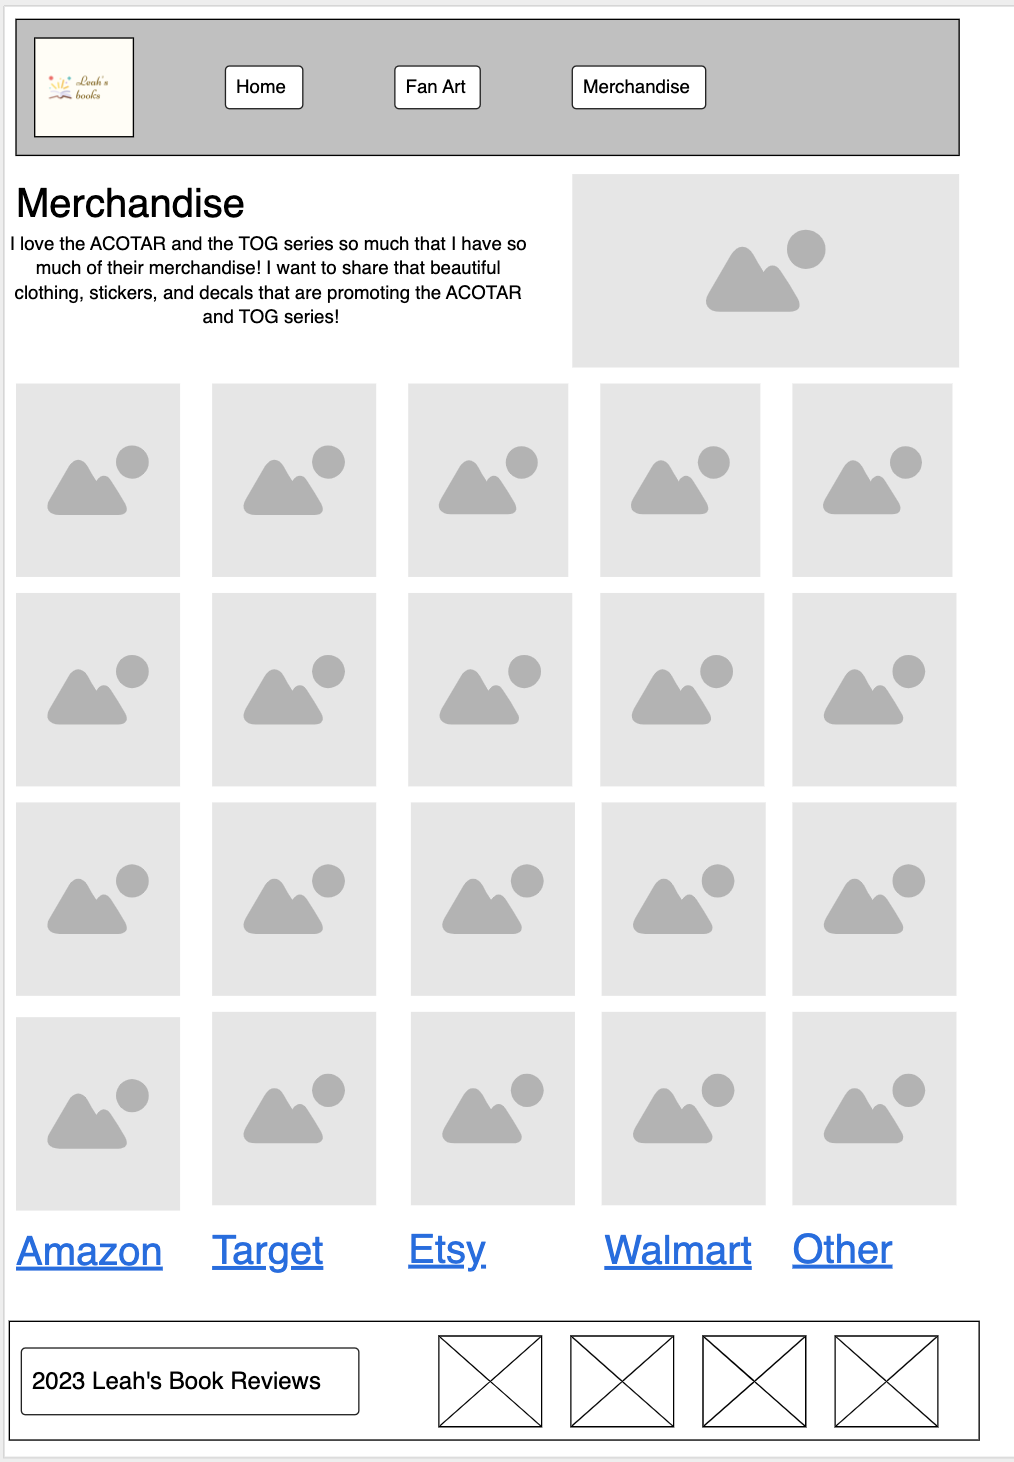 Leah's
books
Home
Fan Art
Merchandise
Merchandise
I love the ACOTAR and the TOG series so much that I have so
much of their merchandise! I want to share that beautiful
clothing, stickers, and decals that are promoting the ACOTAR
and TOG series!
Amazon
Target
Etsy
Walmart
Other
2023 Leah's Book Reviews